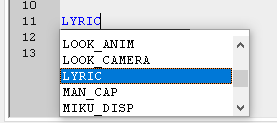 10
11 LYRIC
12 LOOK_ANIM
13 LOOK_CAMERA
LYRIC
MAN_CAP
MIKU_DISP